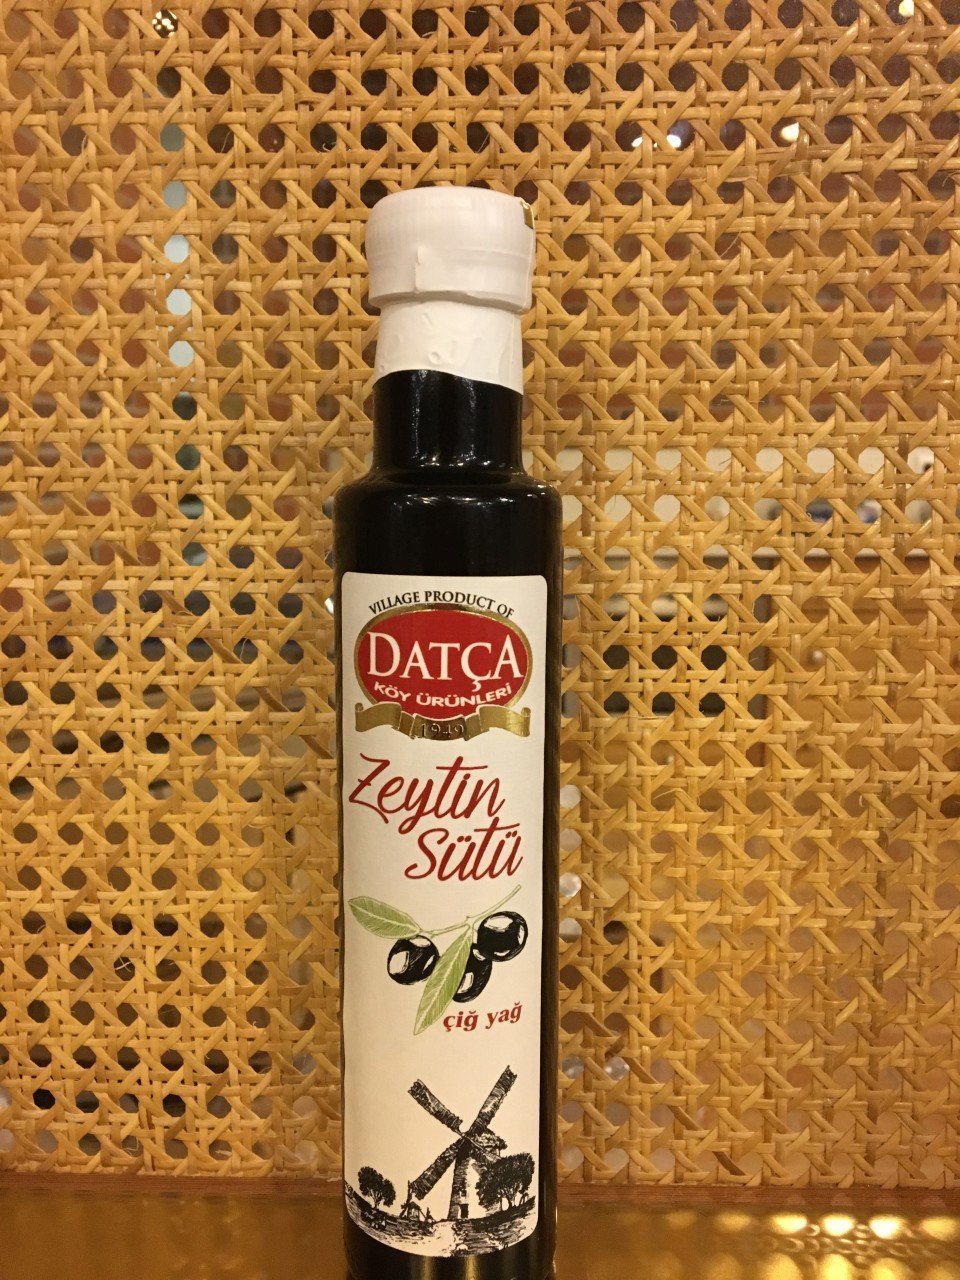 VILLAGE PRODUCT OF
DATÇA
KÖY ÜRÜNLERİ
1949
Zeytin
Sütü
çiğ yağ